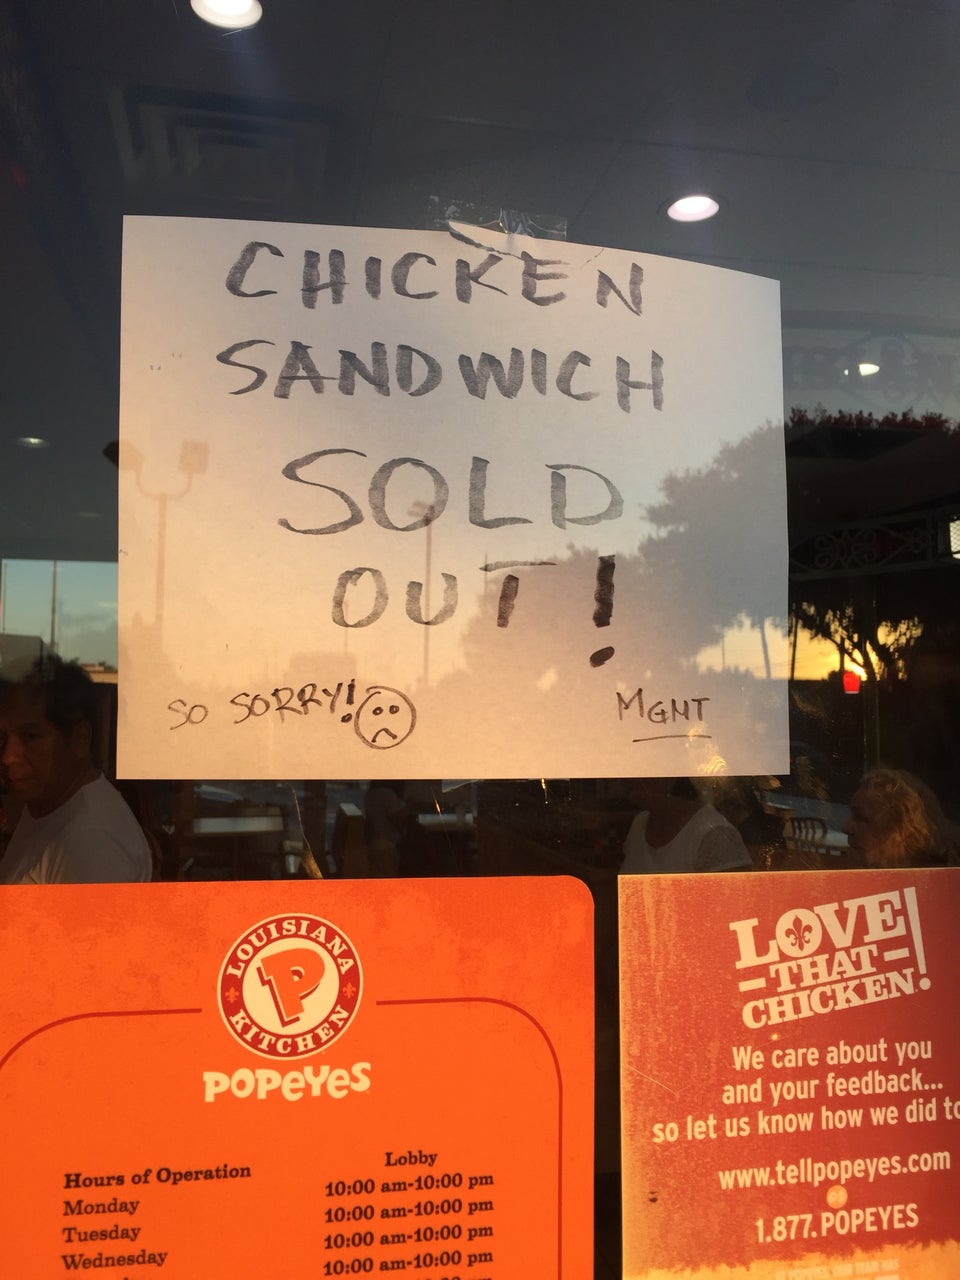 CHICKEN
SANDWICH
SOLD
OUT!
SO SORRY!
MGMT
LOUISIANA
P
KITCHEN
POPEYES
Hours of Operation Lobby
Monday 10:00 am-10:00 pm
Tuesday 10:00 am-10:00 pm
Wednesday 10:00 am-10:00 pm
10:00 am-10:00 pm
LOVE
-THAT-
CHICKEN!
We care about you
and your feedback...
so let us know how we did
www.tellpopeyes.com
or
1.877.POPEYES